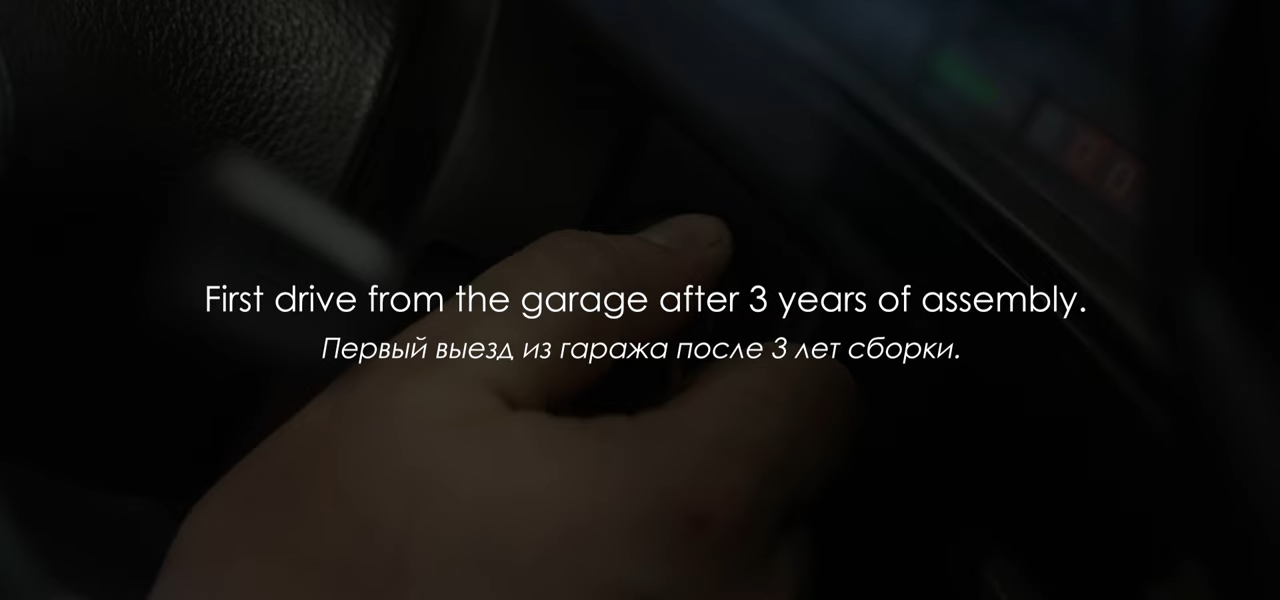 First drive from the garage after 3 years of assembly.
Первый выезд из гаража после 3 лет сборки.